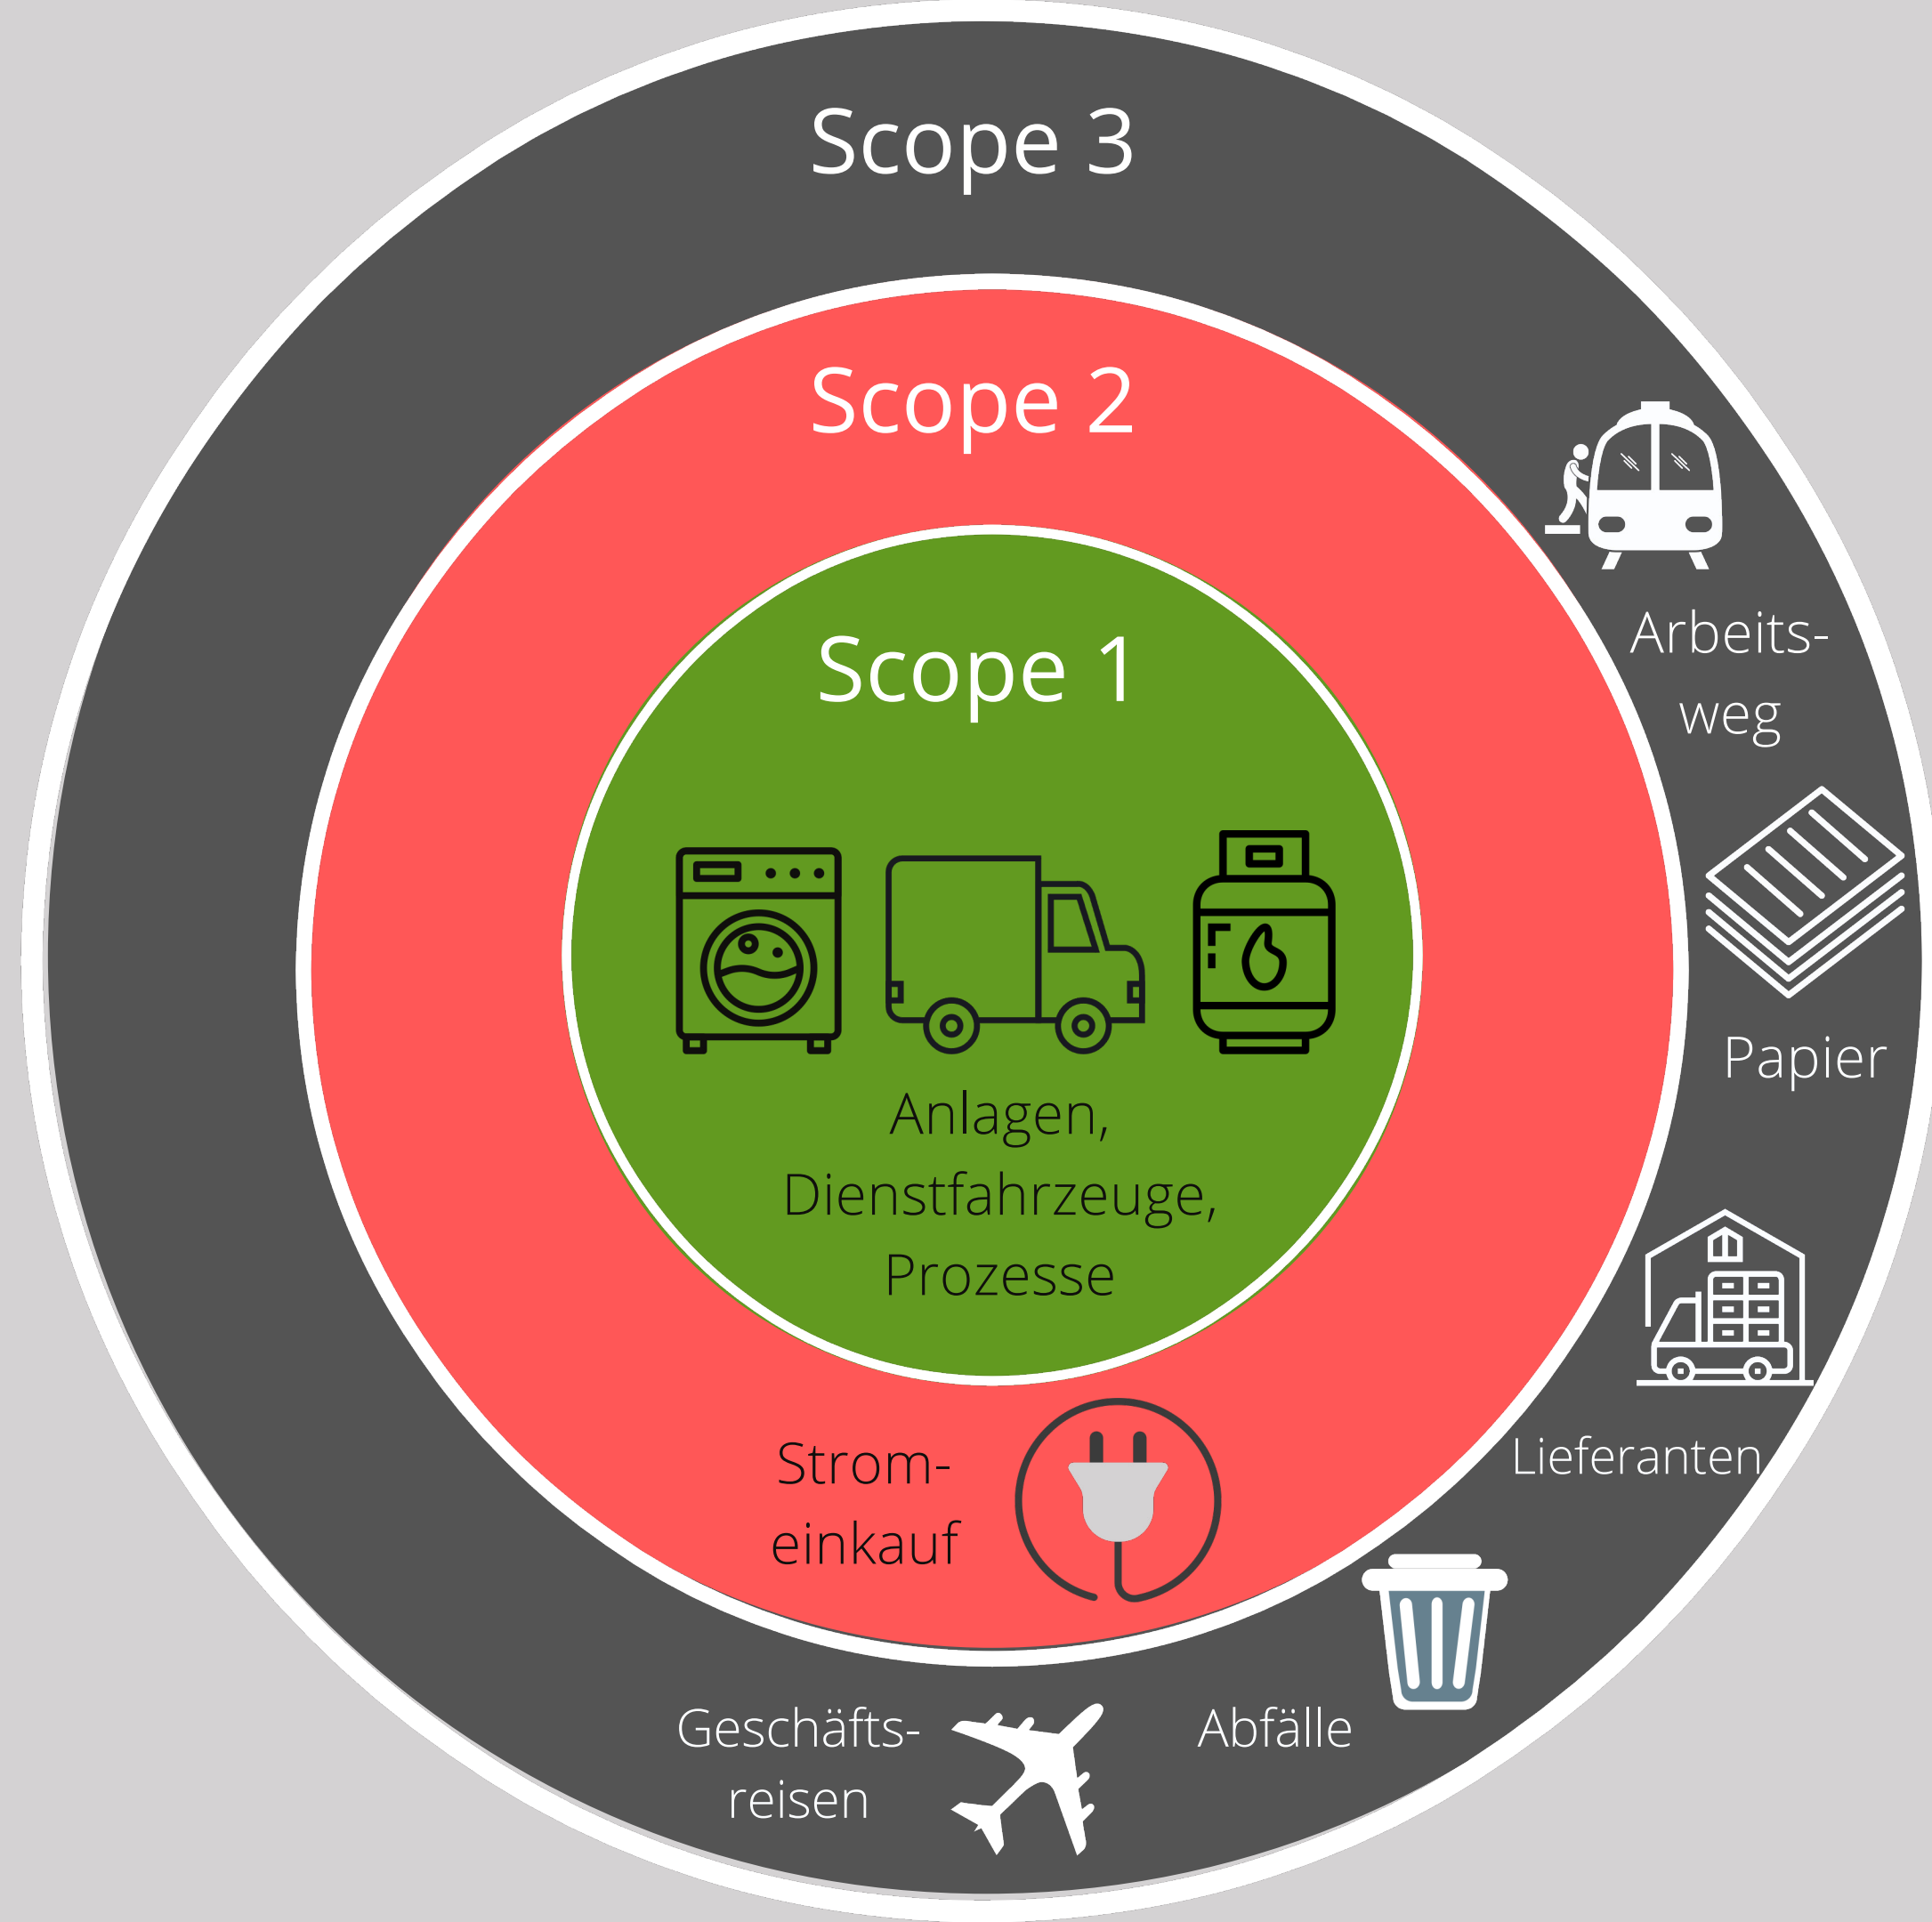 Scope 3
Scope 2
Scope 1
Arbeits-
weg
Papier
Anlagen,
Dienstfahrzeuge,
Prozesse
Lieferanten
Strom-
einkauf
Abfälle
Geschäfts-
reisen